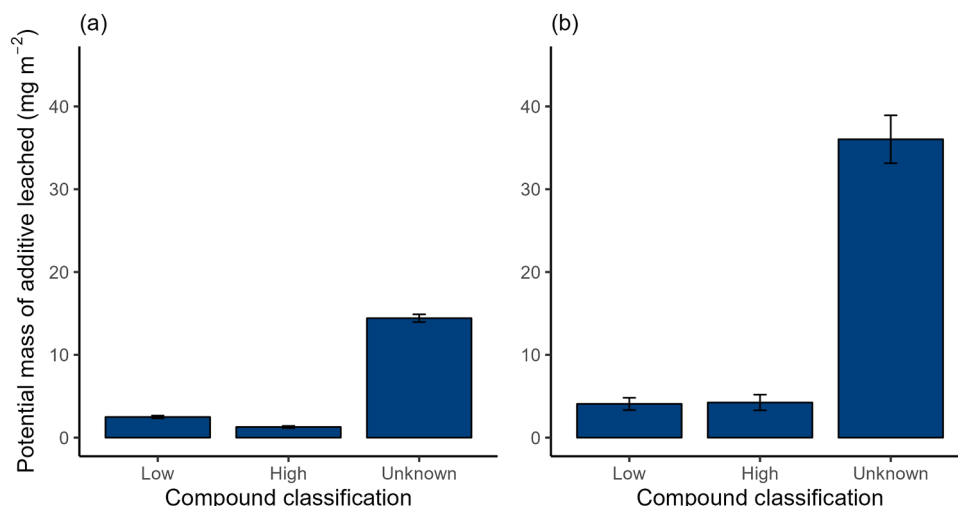 (a)
(b)
Potential mass of additive leached (mg m⁻²)
40
30
20
10
0
Low High Unknown
Compound classification
40
30
20
10
0
Low High Unknown
Compound classification